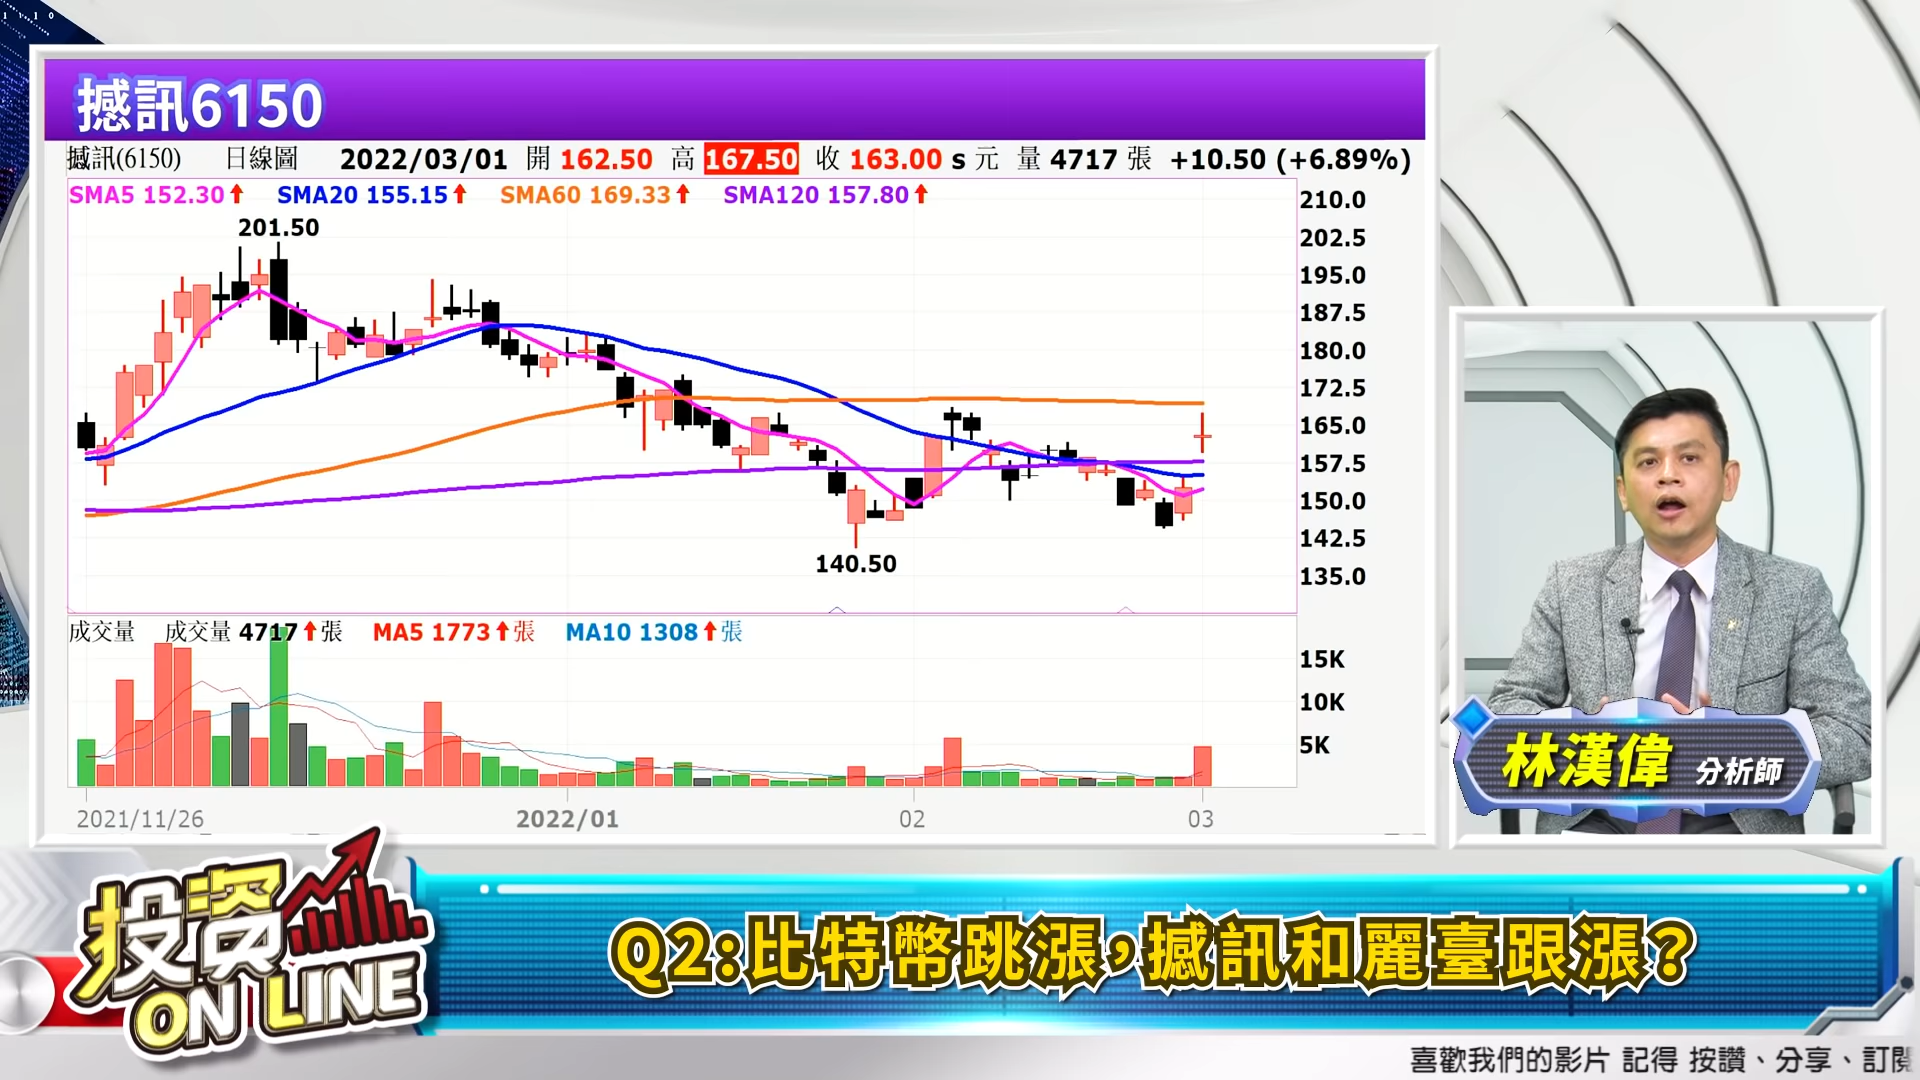 撼訊6150
撼訊(6150) 日線圖 2022/03/01 開 162.50 高 167.50 收 163.00 s 元 量 4717 張 +10.50 (+6.89%)
SMA5 152.30↑ SMA20 155.15↑ SMA60 169.33↑ SMA120 157.80↑
201.50
140.50
210.0
202.5
195.0
187.5
180.0
172.5
165.0
157.5
150.0
142.5
135.0
成交量 成交量 4717↑張 MA5 1773↑張 MA10 1308↑張
15K
10K
5K
2021/11/26 2022/01 02 03
林漢偉 分析師
投資
ON LINE
Q2:比特幣跳漲,撼訊和麗臺跟漲?
喜歡我們的影片 記得 按讚、分享、訂閱